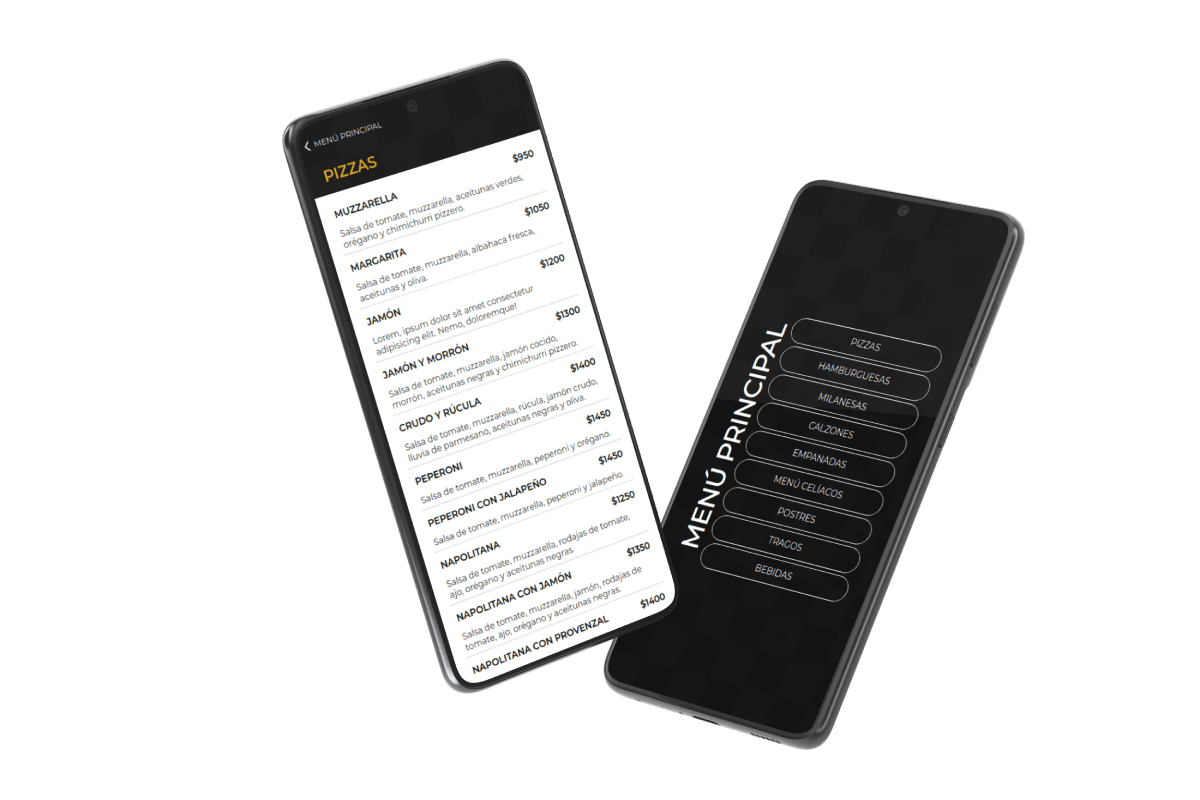 MENÚ PRINCIPAL
PIZZAS
MUZZARELLA
$950
Salsa de tomate, muzzarella, aceitunas verdes,
orégano y chimichurri pizzero.
MARGARITA
$1050
Salsa de tomate, muzzarella, albahaca fresca,
aceitunas y oliva.
JAMÓN
$1200
Lorem, ipsum dolor sit amet consectetur
adipisicing elit. Nemo, doloremque!
JAMÓN Y MORRÓN
$1300
Salsa de tomate, muzzarella, jamón cocido,
morrón, aceitunas negras y chimichurri pizzero.
CRUDO Y RÚCULA
$1400
Salsa de tomate, muzzarella, rúcula, jamón crudo,
lluvia de parmesano, aceitunas negras y oliva.
PEPERONI
$1450
Salsa de tomate, muzzarella, peperoni y orégano.
PEPERONI CON JALAPEÑO
$1450
Salsa de tomate, muzzarella, peperoni y jalapeño.
NAPOLITANA
$1250
Salsa de tomate, muzzarella, rodajas de tomate,
ajo, orégano y aceitunas negras.
NAPOLITANA CON JAMÓN
$1350
Salsa de tomate, muzzarella, jamón, rodajas de
tomate, ajo, orégano y aceitunas negras.
NAPOLITANA CON PROVENZAL
$1400
MENÚ PRINCIPAL
PIZZAS
HAMBURGUESAS
MILANESAS
CALZONES
EMPANADAS
MENÚ CELÍACOS
POSTRES
TRAGOS
BEBIDAS